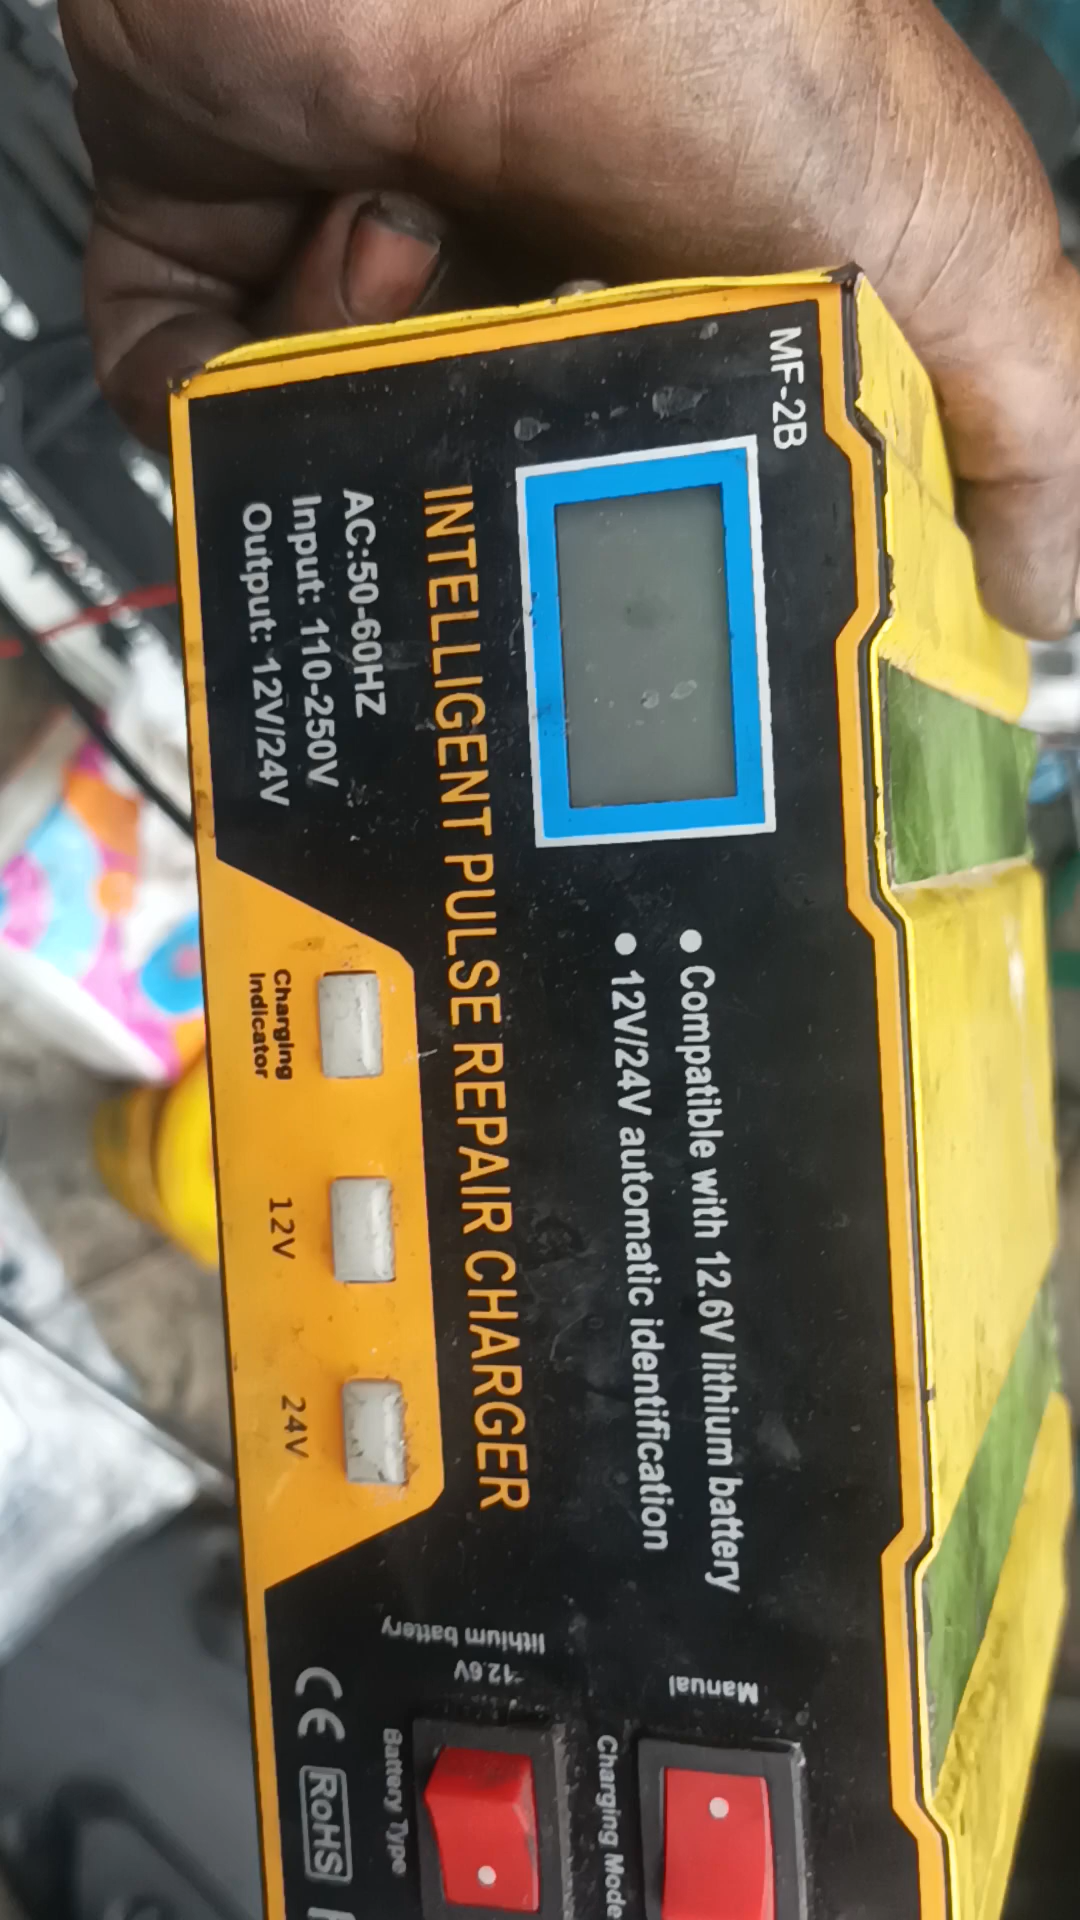 MF-2B
● Compatible with 12.6V lithium battery
● 12V/24V automatic identification
INTELLIGENT PULSE REPAIR CHARGER
AC:50-60HZ
Input: 110-250V
Output: 12V/24V
Charging
Indicator
12V
24V
Manual
Charging Mode
12.6V
lithium battery
Battery Type
CE
RoHS